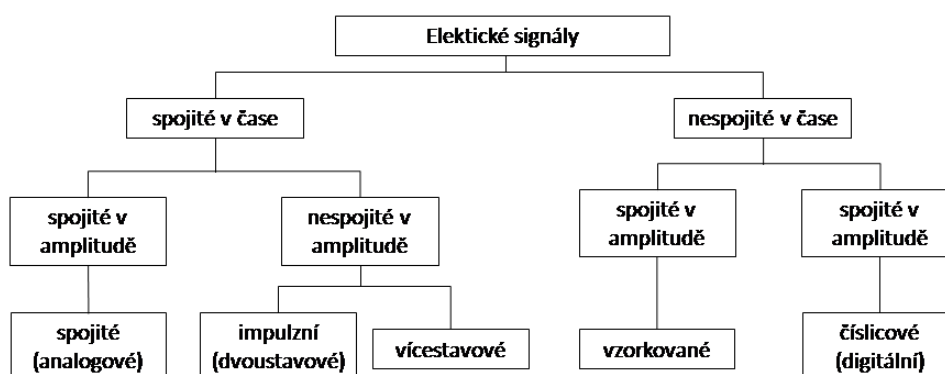 Elektické signály
spojité v čase
nespojité v čase
spojité v
amplitudě
nespojité v
amplitudě
spojité v
amplitudě
spojité v
amplitudě
spojité
(analogové)
impulzní
(dvoustavové)
vícestavové
vzorkované
číslicové
(digitální)